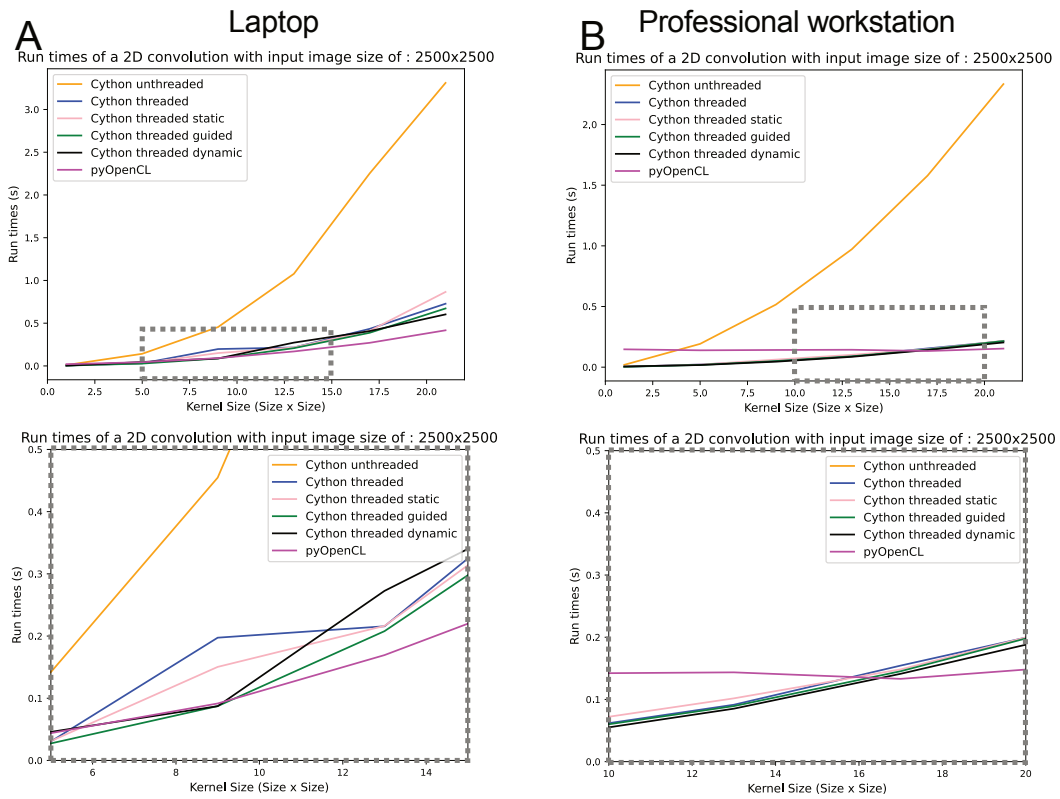 A
Laptop
Run times of a 2D convolution with input image size of : 2500x2500
Cython unthreaded
Cython threaded
Cython threaded static
Cython threaded guided
Cython threaded dynamic
pyOpenCL
Run times (s)
3.0
2.5
2.0
1.5
1.0
0.5
0.0
0.0 2.5 5.0 7.5 10.0 12.5 15.0 17.5 20.0
Kernel Size (Size x Size)
B
Professional workstation
Run times of a 2D convolution with input image size of : 2500x2500
Cython unthreaded
Cython threaded
Cython threaded static
Cython threaded guided
Cython threaded dynamic
pyOpenCL
Run times (s)
2.0
1.5
1.0
0.5
0.0
0.0 2.5 5.0 7.5 10.0 12.5 15.0 17.5 20.0
Kernel Size (Size x Size)
Run times of a 2D convolution with input image size of : 2500x2500
Cython unthreaded
Cython threaded
Cython threaded static
Cython threaded guided
Cython threaded dynamic
pyOpenCL
Run times (s)
0.5
0.4
0.3
0.2
0.1
0.0
6 8 10 12 14
Kernel Size (Size x Size)
Run times of a 2D convolution with input image size of : 2500x2500
Cython unthreaded
Cython threaded
Cython threaded static
Cython threaded guided
Cython threaded dynamic
pyOpenCL
Run times (s)
0.5
0.4
0.3
0.2
0.1
0.0
10 12 14 16 18 20
Kernel Size (Size x Size)